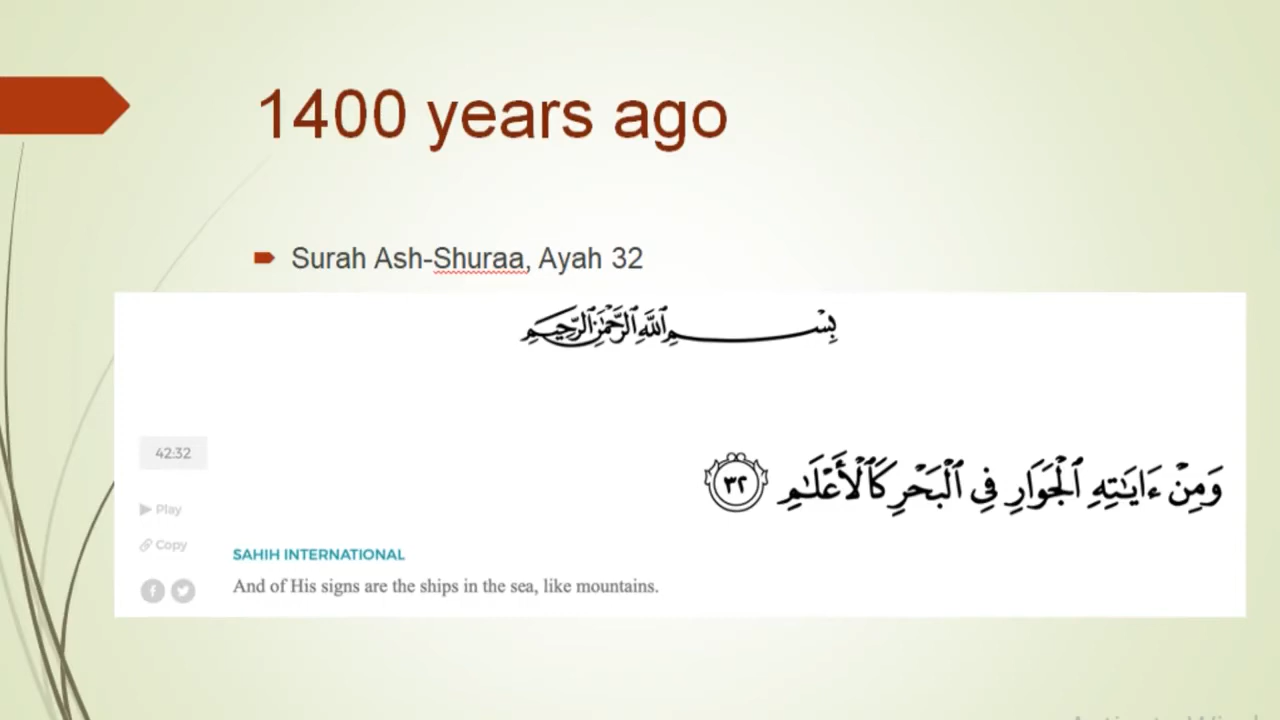 1400 years ago
Surah Ash-Shuraa, Ayah 32
بِسْمِ ٱللَّهِ ٱلرَّحْمَٰنِ ٱلرَّحِيمِ
42:32
وَمِنْ ءَايَٰتِهِ ٱلْجَوَارِ فِى ٱلْبَحْرِ كَٱلْأَعْلَٰمِ ٣٢
Play
Copy
SAHIH INTERNATIONAL
And of His signs are the ships in the sea, like mountains.